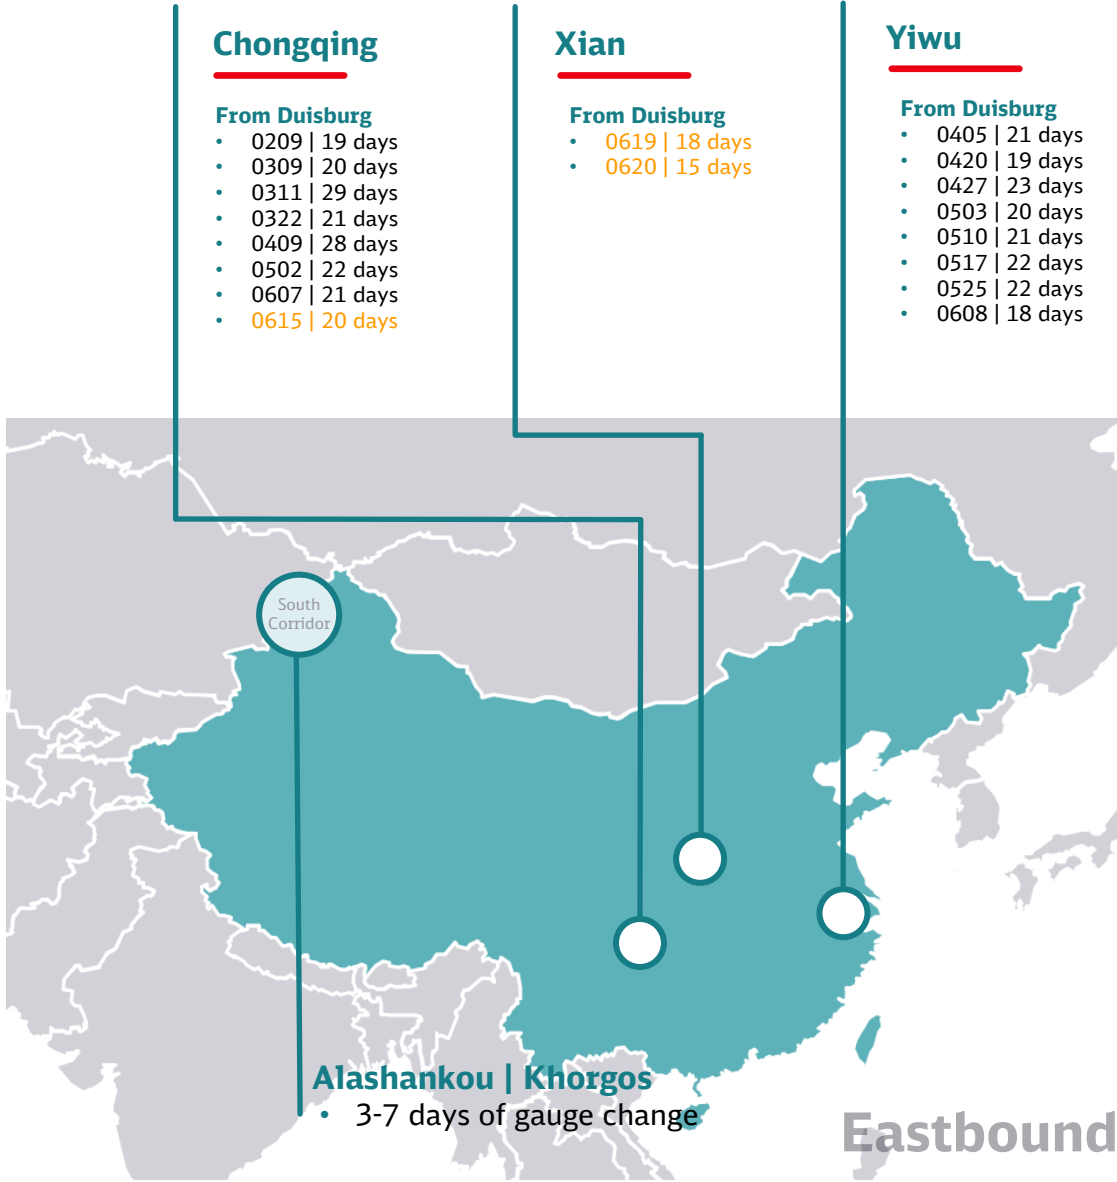 Chongqing
From Duisburg
• 0209 | 19 days
• 0309 | 20 days
• 0311 | 29 days
• 0322 | 21 days
• 0409 | 28 days
• 0502 | 22 days
• 0607 | 21 days
• 0615 | 20 days
Xian
From Duisburg
• 0619 | 18 days
• 0620 | 15 days
Yiwu
From Duisburg
• 0405 | 21 days
• 0420 | 19 days
• 0427 | 23 days
• 0503 | 20 days
• 0510 | 21 days
• 0517 | 22 days
• 0525 | 22 days
• 0608 | 18 days
South
Corridor
Alashankou | Khorgos
• 3-7 days of gauge change
Eastbound